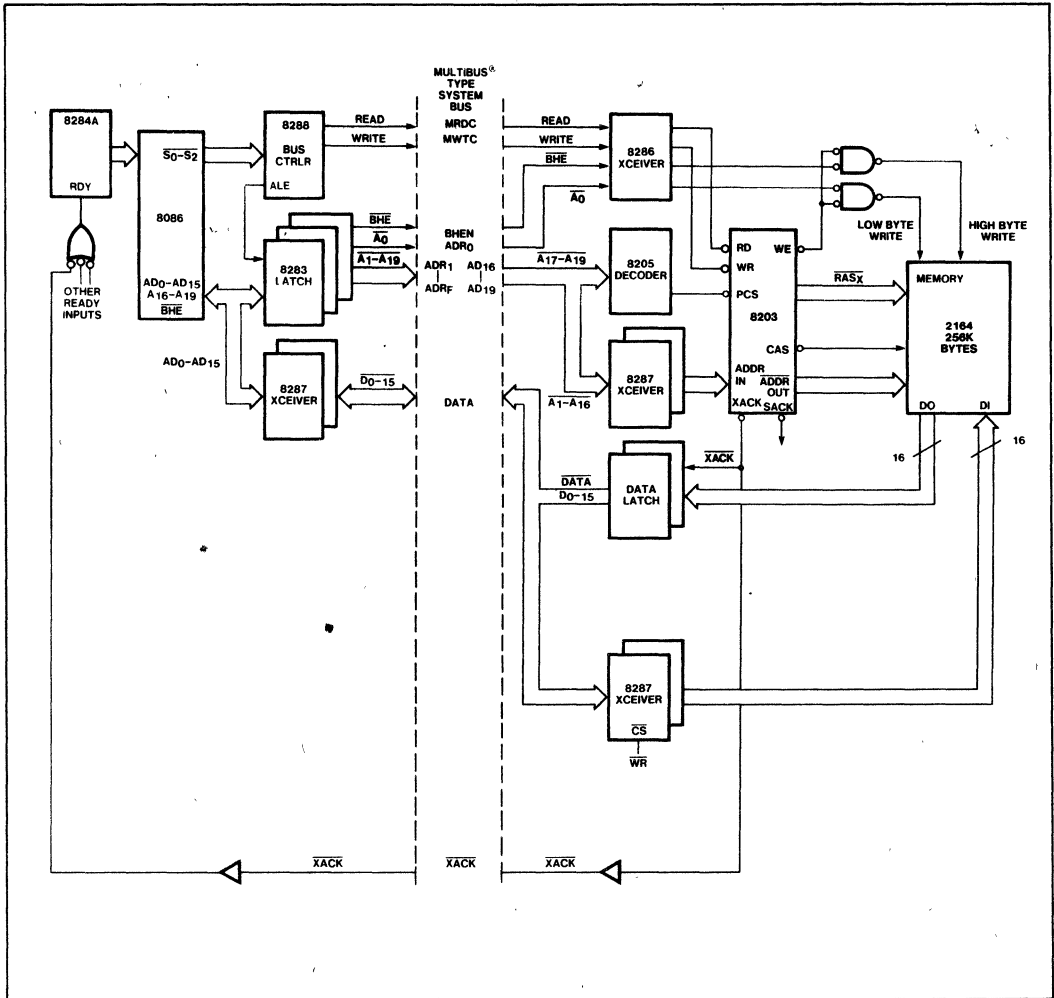 MULTIBUS®
TYPE
SYSTEM
BUS
8284A
RDY
OTHER
READY
INPUTS
S0-S2
8086
AD0-AD15
A16-A19
BHE
AD0-AD15
8288
BUS
CTRLR
ALE
READ
WRITE
8283
LATCH
BHE
A0
A1-A19
8287
XCEIVER
D0-15
MRDC
MWTC
BHEN
ADR0
ADR1
ADRF
AD16
AD19
DATA
READ
WRITE
BHE
A0
A17-A19
A1-A16
8286
XCEIVER
8205
DECODER
8287
XCEIVER
RD
WE
WR
PCS
8203
CAS
ADDR
IN
ADDR
OUT
XACK
SACK
RASX
LOW BYTE
WRITE
HIGH BYTE
WRITE
MEMORY
2164
256K
BYTES
DO
DI
16
16
XACK
DATA
D0-15
DATA
LATCH
8287
XCEIVER
CS
WR
XACK
XACK
XACK